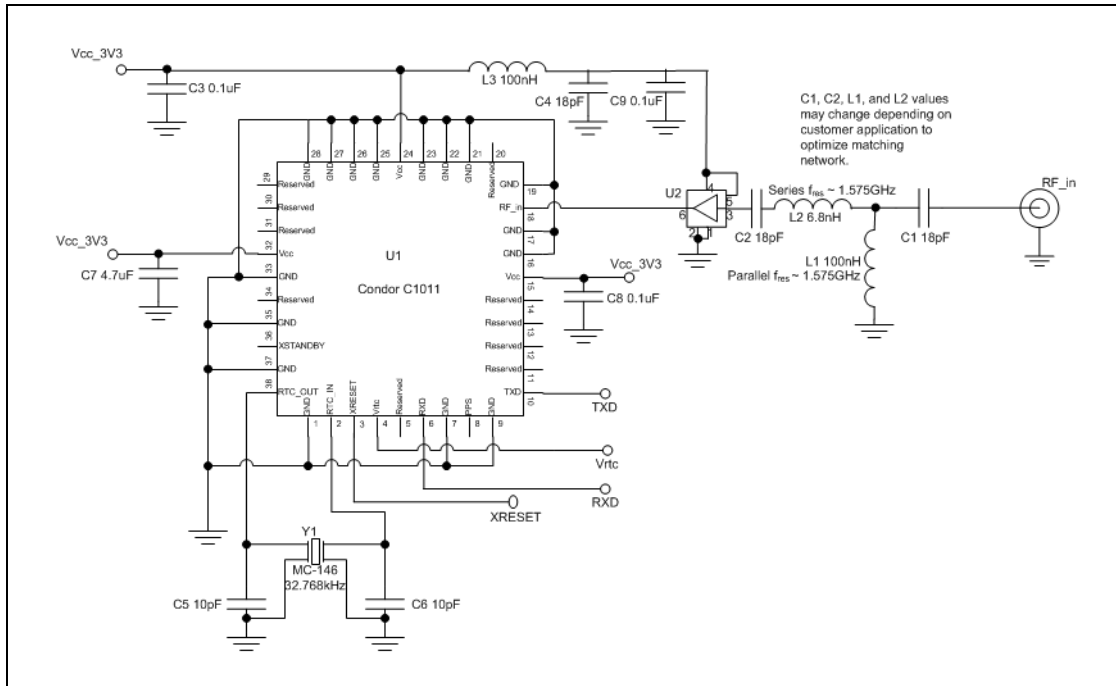 Vcc_3V3
C3 0.1uF
L3 100nH
C4 18pF
C9 0.1uF
C1, C2, L1, and L2 values
may change depending on
customer application to
optimize matching
network.
28
27
26
25
24
23
22
21
20
GND
GND
GND
GND
Vcc
GND
GND
GND
Reserved
29
Reserved
30
Reserved
31
Reserved
32
Vcc
33
GND
34
Reserved
35
GND
36
XSTANDBY
37
GND
38
RTC_OUT
Vcc_3V3
C7 4.7uF
U1
Condor C1011
GND
19
RF_in
18
GND
17
GND
16
Vcc
15
Reserved
14
Reserved
13
Reserved
12
Reserved
11
TXD
10
GND
RTC_IN
XRESET
Vrtc
Reserved
RXD
GND
PPS
GND
1
2
3
4
5
6
7
8
9
U2
4
5
6
3
2
1
Series fres ~ 1.575GHz
RF_in
L2 6.8nH
C2 18pF
C1 18pF
L1 100nH
Parallel fres ~ 1.575GHz
Vcc_3V3
C8 0.1uF
TXD
Vrtc
RXD
XRESET
Y1
MC-146
32.768kHz
C5 10pF
C6 10pF